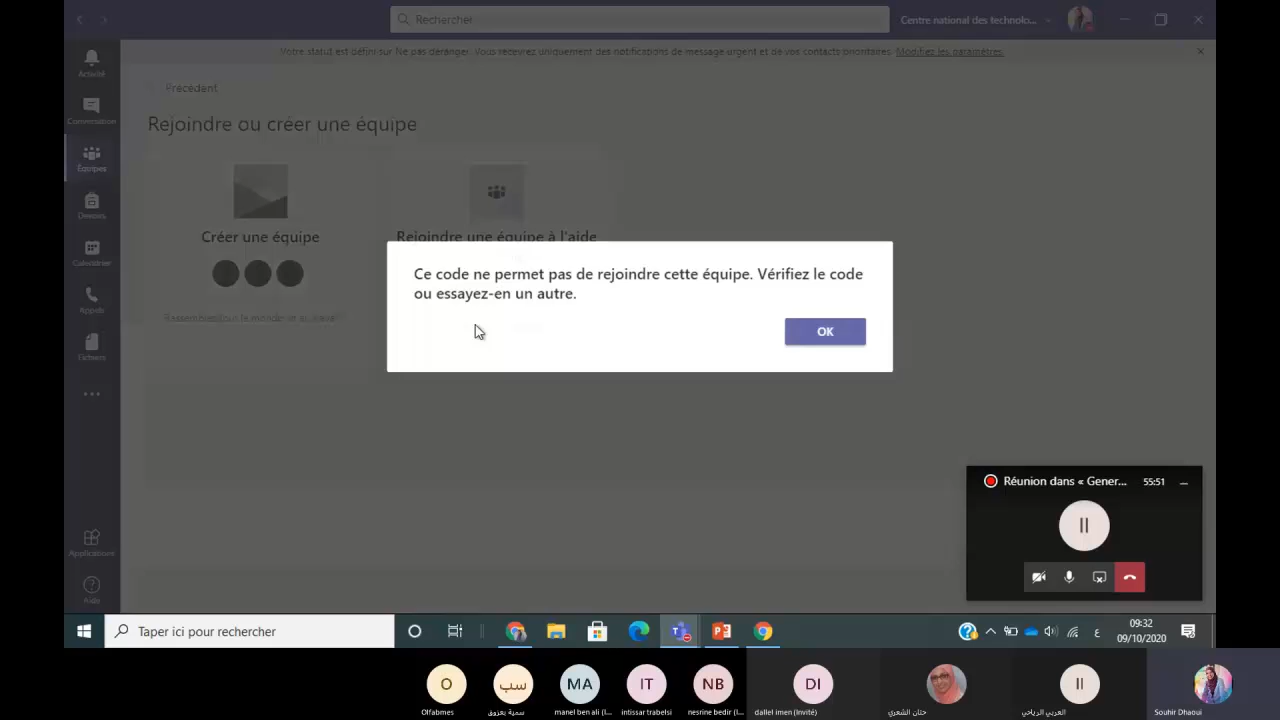 Rechercher
Centre national des technolo...
Votre statut est défini sur Ne pas déranger. Vous recevrez uniquement des notifications de message urgent et de vos contacts prioritaires. Modifiez les paramètres.
Activité
Conversation
Équipes
Devoirs
Calendrier
Appels
Fichiers
Applications
Aide
Précédent
Rejoindre ou créer une équipe
Créer une équipe
Rejoindre une équipe à l'aide
Ce code ne permet pas de rejoindre cette équipe. Vérifiez le code
ou essayez-en un autre.
OK
Réunion dans « Gener...
55:51
II
Taper ici pour rechercher
ع
09:32
09/10/2020
O
سب
MA
IT
NB
DI
II
Olfabmes
سمية بعزوق
manel ben ali (I...
intissar trabelsi
nesrine bedir (I...
dallel imen (Invité)
حنان الشعري
العربي الرياحي
Souhir Dhaoui